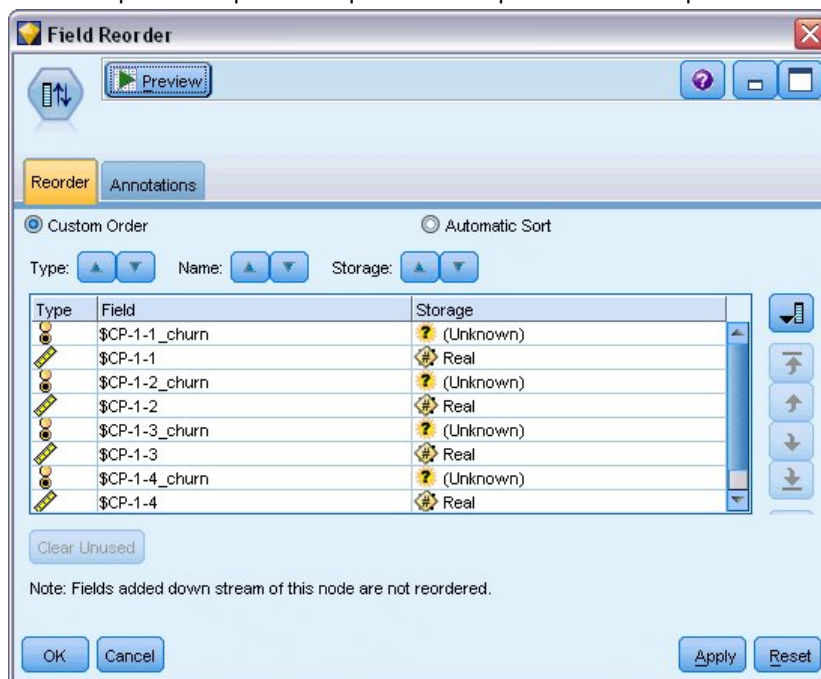 Field Reorder
Preview
Reorder
Annotations
Custom Order
Automatic Sort
Type:
Name:
Storage:
Type Field Storage
$CP-1-1_churn (Unknown)
$CP-1-1 Real
$CP-1-2_churn (Unknown)
$CP-1-2 Real
$CP-1-3_churn (Unknown)
$CP-1-3 Real
$CP-1-4_churn (Unknown)
$CP-1-4 Real
Clear Unused
Note: Fields added down stream of this node are not reordered.
OK Cancel Apply Reset